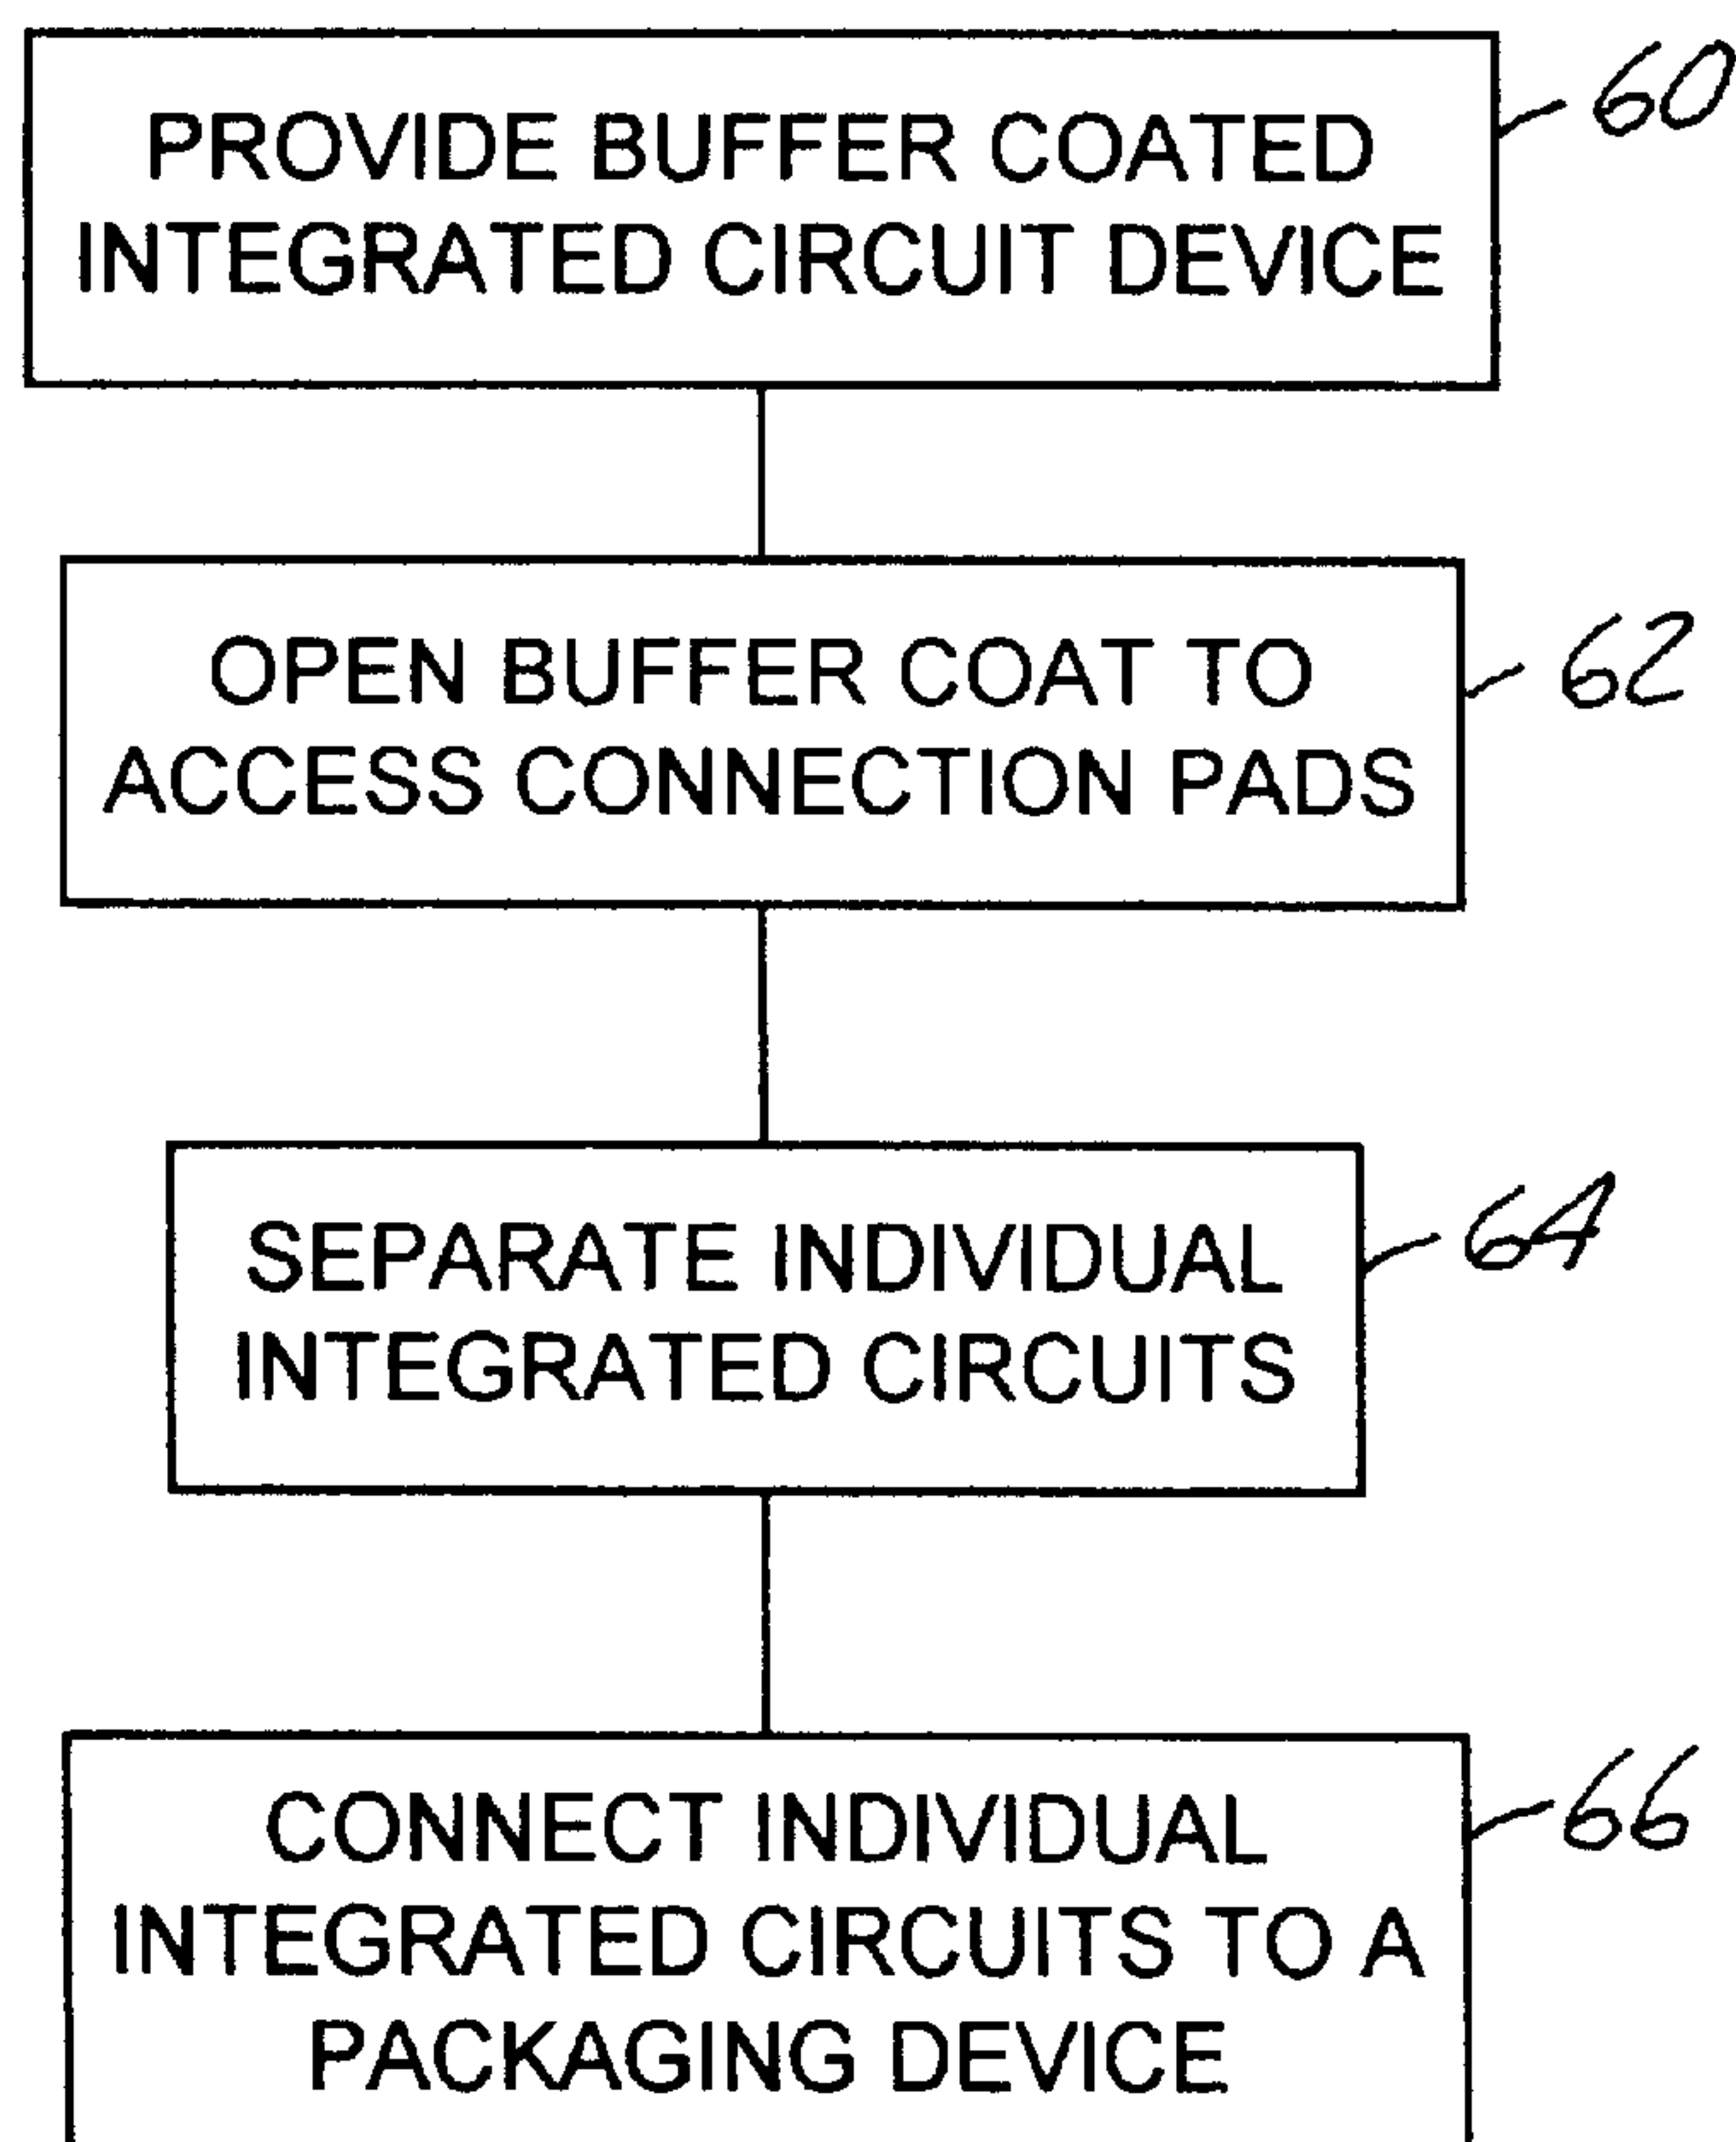 PROVIDE BUFFER COATED
INTEGRATED CIRCUIT DEVICE
60
OPEN BUFFER COAT TO
ACCESS CONNECTION PADS
62
SEPARATE INDIVIDUAL
INTEGRATED CIRCUITS
64
CONNECT INDIVIDUAL
INTEGRATED CIRCUITS TO A
PACKAGING DEVICE
66